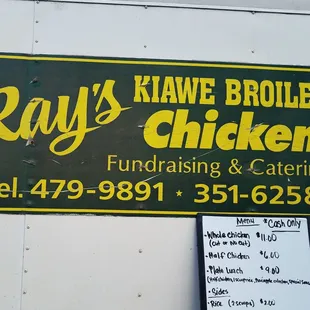 Ray's KIAWE BROILE
Chicken
Fundraising & Caterin
Tel. 479-9891 • 351-6258
Menu *Cash Only
- Whole Chicken $11.00
(Cut or No Cut)
- Half Chicken $6.00
- Plate Lunch $9.00
- Sides
- Rice (2 scoops) $2.00